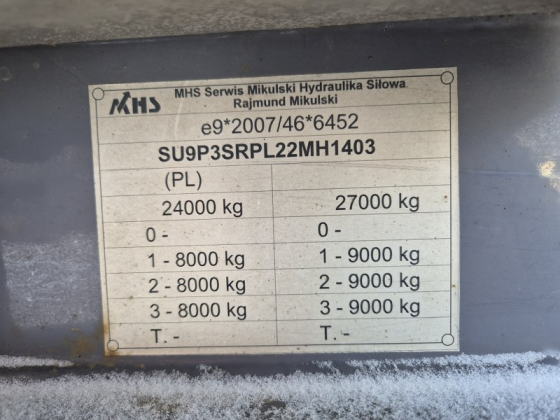 MHS
MHS Serwis Mikulski Hydraulika Siłowa
Rajmund Mikulski
e9*2007/46*6452
SU9P3SRPL22MH1403
(PL)
24000 kg 27000 kg
0 - 0 -
1 - 8000 kg 1 - 9000 kg
2 - 8000 kg 2 - 9000 kg
3 - 8000 kg 3 - 9000 kg
T. - T. -